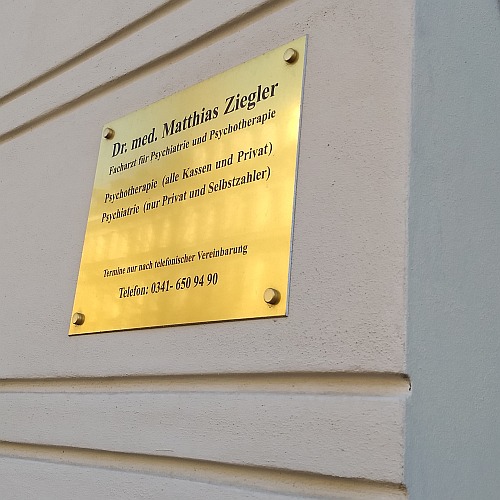 Dr. med. Matthias Ziegler
Facharzt für Psychiatrie und Psychotherapie
Psychotherapie (alle Kassen und Privat)
Psychiatrie (nur Privat und Selbstzahler)
Termine nur nach telefonischer Vereinbarung
Telefon: 0341- 650 94 90